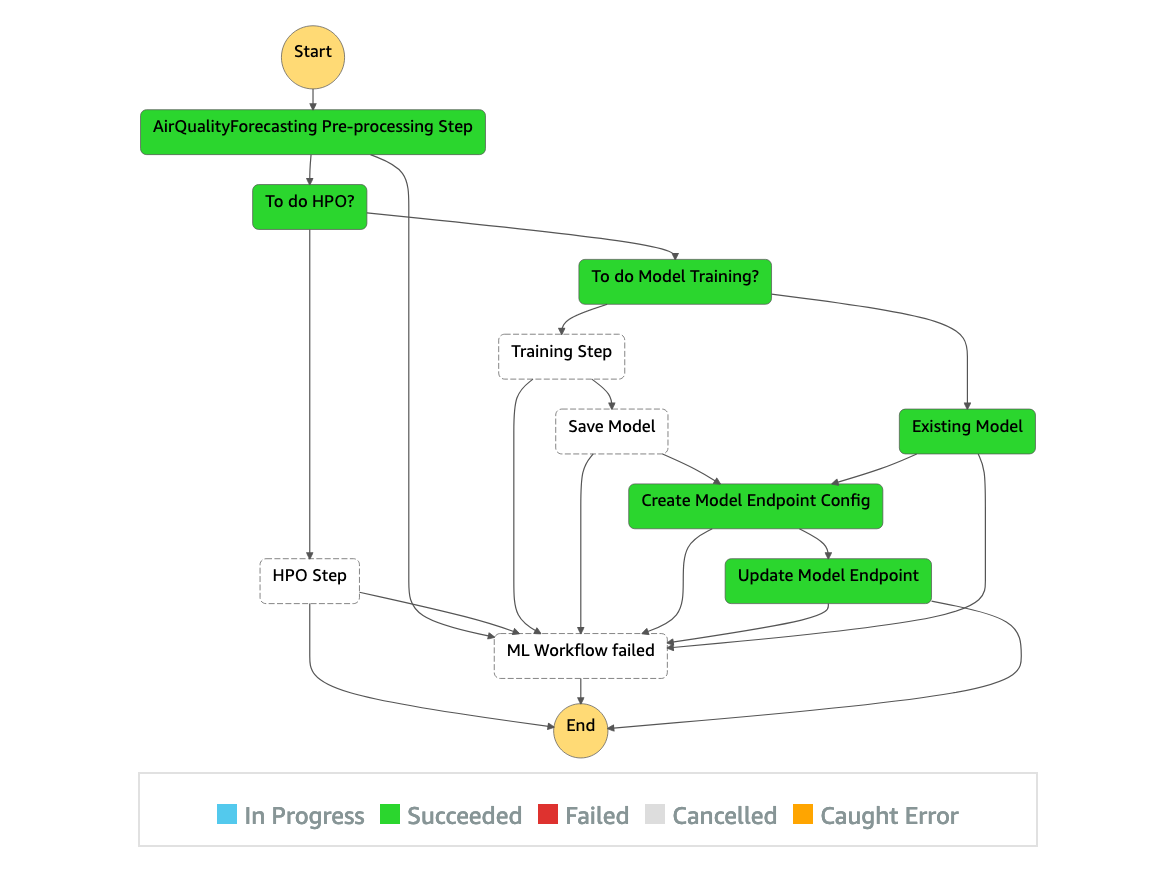 Start
AirQualityForecasting Pre-processing Step
To do HPO?
To do Model Training?
Training Step
Save Model
Existing Model
Create Model Endpoint Config
HPO Step
Update Model Endpoint
ML Workflow failed
End
In Progress
Succeeded
Failed
Cancelled
Caught Error